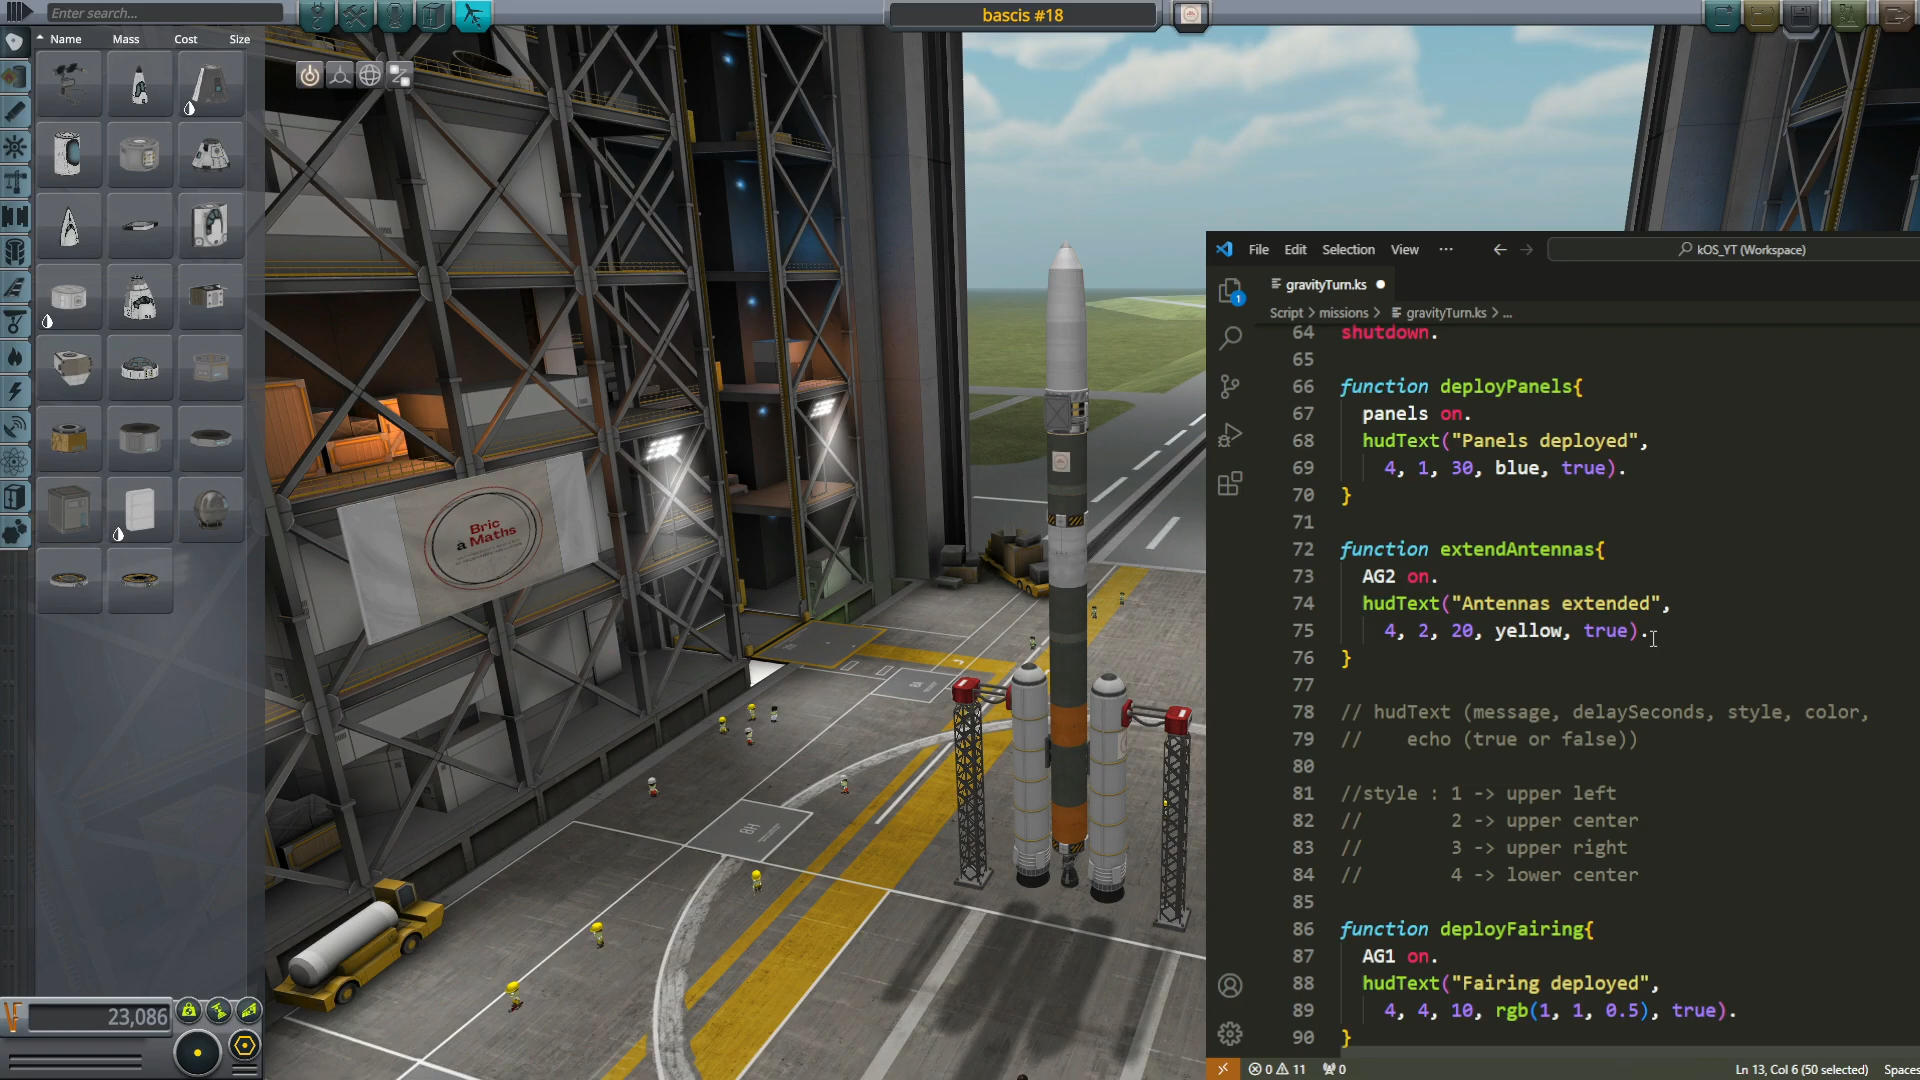 Enter search...
bascis #18
Name Mass Cost Size
Bric
à Maths
8H
23,086
File Edit Selection View ...
kOS_YT (Workspace)
1
gravityTurn.ks
Script > missions > gravityTurn.ks > ...
64 shutdown.
65
66 function deployPanels{
67 panels on.
68 hudText("Panels deployed",
69 4, 1, 30, blue, true).
70 }
71
72 function extendAntennas{
73 AG2 on.
74 hudText("Antennas extended",
75 4, 2, 20, yellow, true).
76 }
77
78 // hudText (message, delaySeconds, style, color,
79 // echo (true or false))
80
81 //style : 1 -> upper left
82 // 2 -> upper center
83 // 3 -> upper right
84 // 4 -> lower center
85
86 function deployFairing{
87 AG1 on.
88 hudText("Fairing deployed",
89 4, 4, 10, rgb(1, 1, 0.5), true).
90 }
0 11 0
Ln 13, Col 6 (50 selected) Spaces